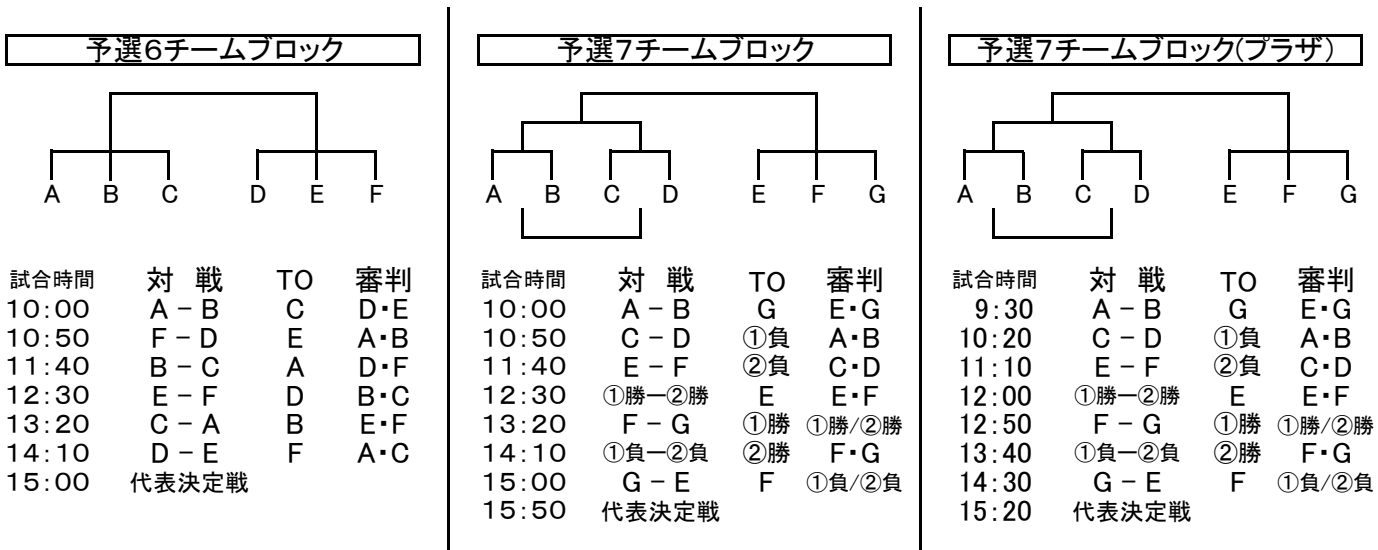 予選６チームブロック
A B C D E F
試合時間 対 戦 TO 審判
10:00 A－B C D・E
10:50 F－D E A・B
11:40 B－C A D・F
12:30 E－F D B・C
13:20 C－A B E・F
14:10 D－E F A・C
15:00 代表決定戦
予選７チームブロック
A B C D E F G
試合時間 対 戦 TO 審判
10:00 A－B G E・G
10:50 C－D ①負 A・B
11:40 E－F ②負 C・D
12:30 ①勝ー②勝 E E・F
13:20 F－G ①勝 ①勝/②勝
14:10 ①負ー②負 ②勝 F・G
15:00 G－E F ①負/②負
15:50 代表決定戦
予選７チームブロック(プラザ)
A B C D E F G
試合時間 対 戦 TO 審判
9:30 A－B G E・G
10:20 C－D ①負 A・B
11:10 E－F ②負 C・D
12:00 ①勝ー②勝 E E・F
12:50 F－G ①勝 ①勝/②勝
13:40 ①負ー②負 ②勝 F・G
14:30 G－E F ①負/②負
15:20 代表決定戦